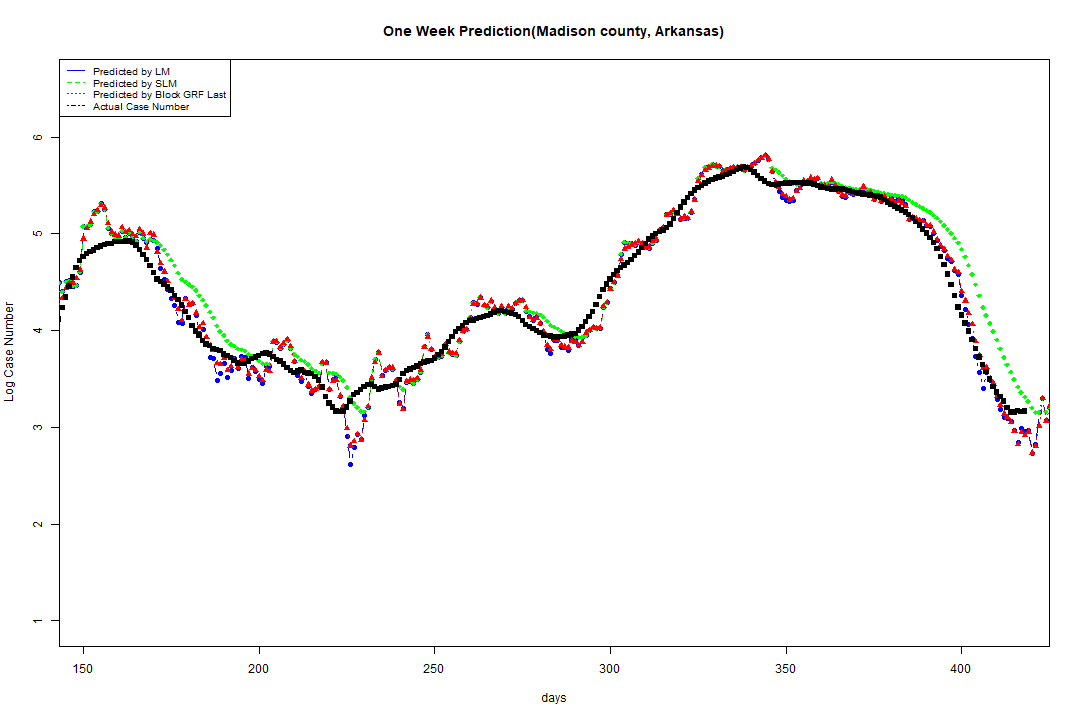 One Week Prediction(Madison county, Arkansas)
Predicted by LM
Predicted by SLM
Predicted by Block GRF Last
Actual Case Number
6
5
4
3
2
1
Log Case Number
150 200 250 300 350 400
days